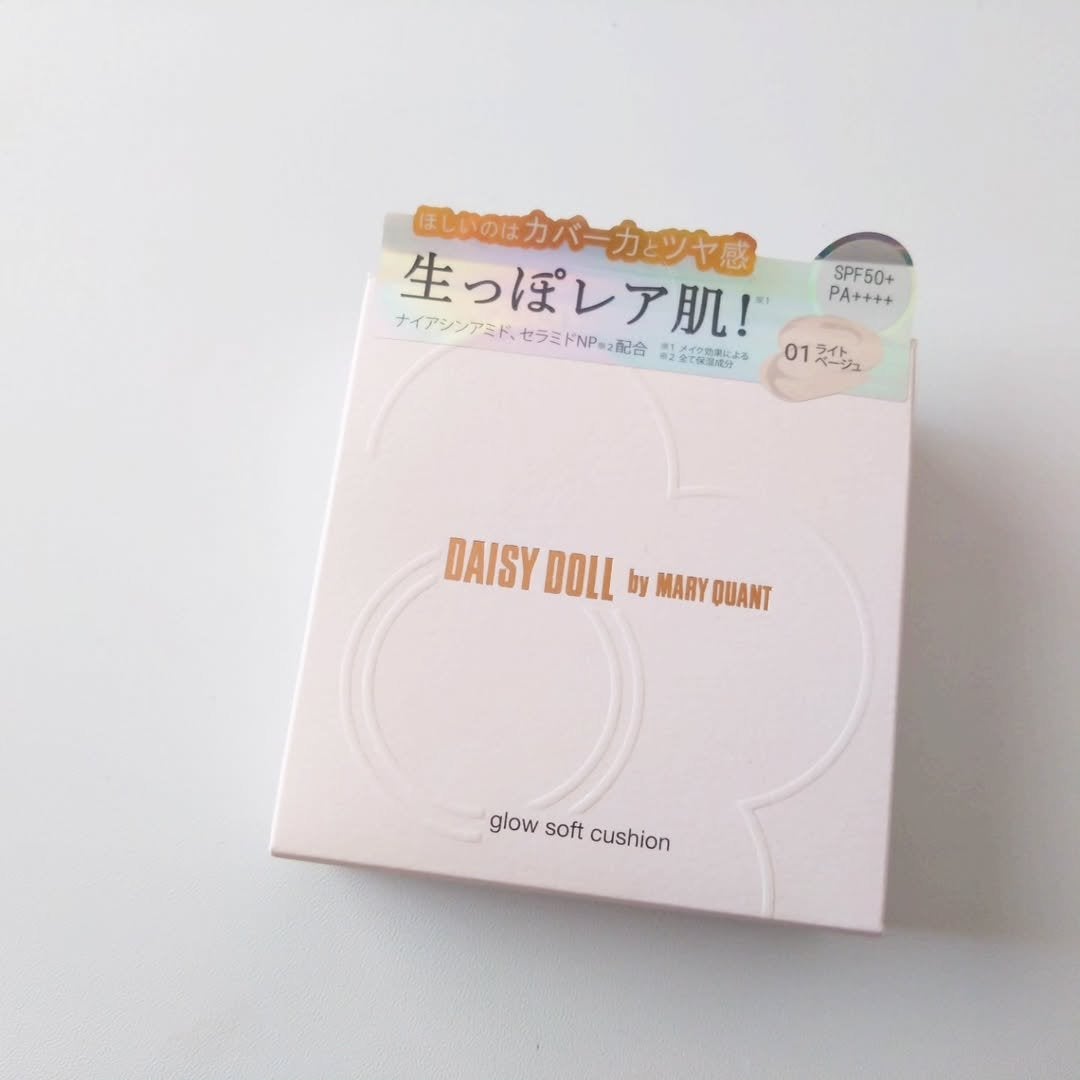 ほしいのはカバー力とツヤ感
生っぽレア肌!※1
ナイアシンアミド、セラミドNP※2配合
※1 メイク効果による
※2 全て保湿成分
SPF50+
PA++++
01 ライト
ベージュ
DAISY DOLL by MARY QUANT
glow soft cushion